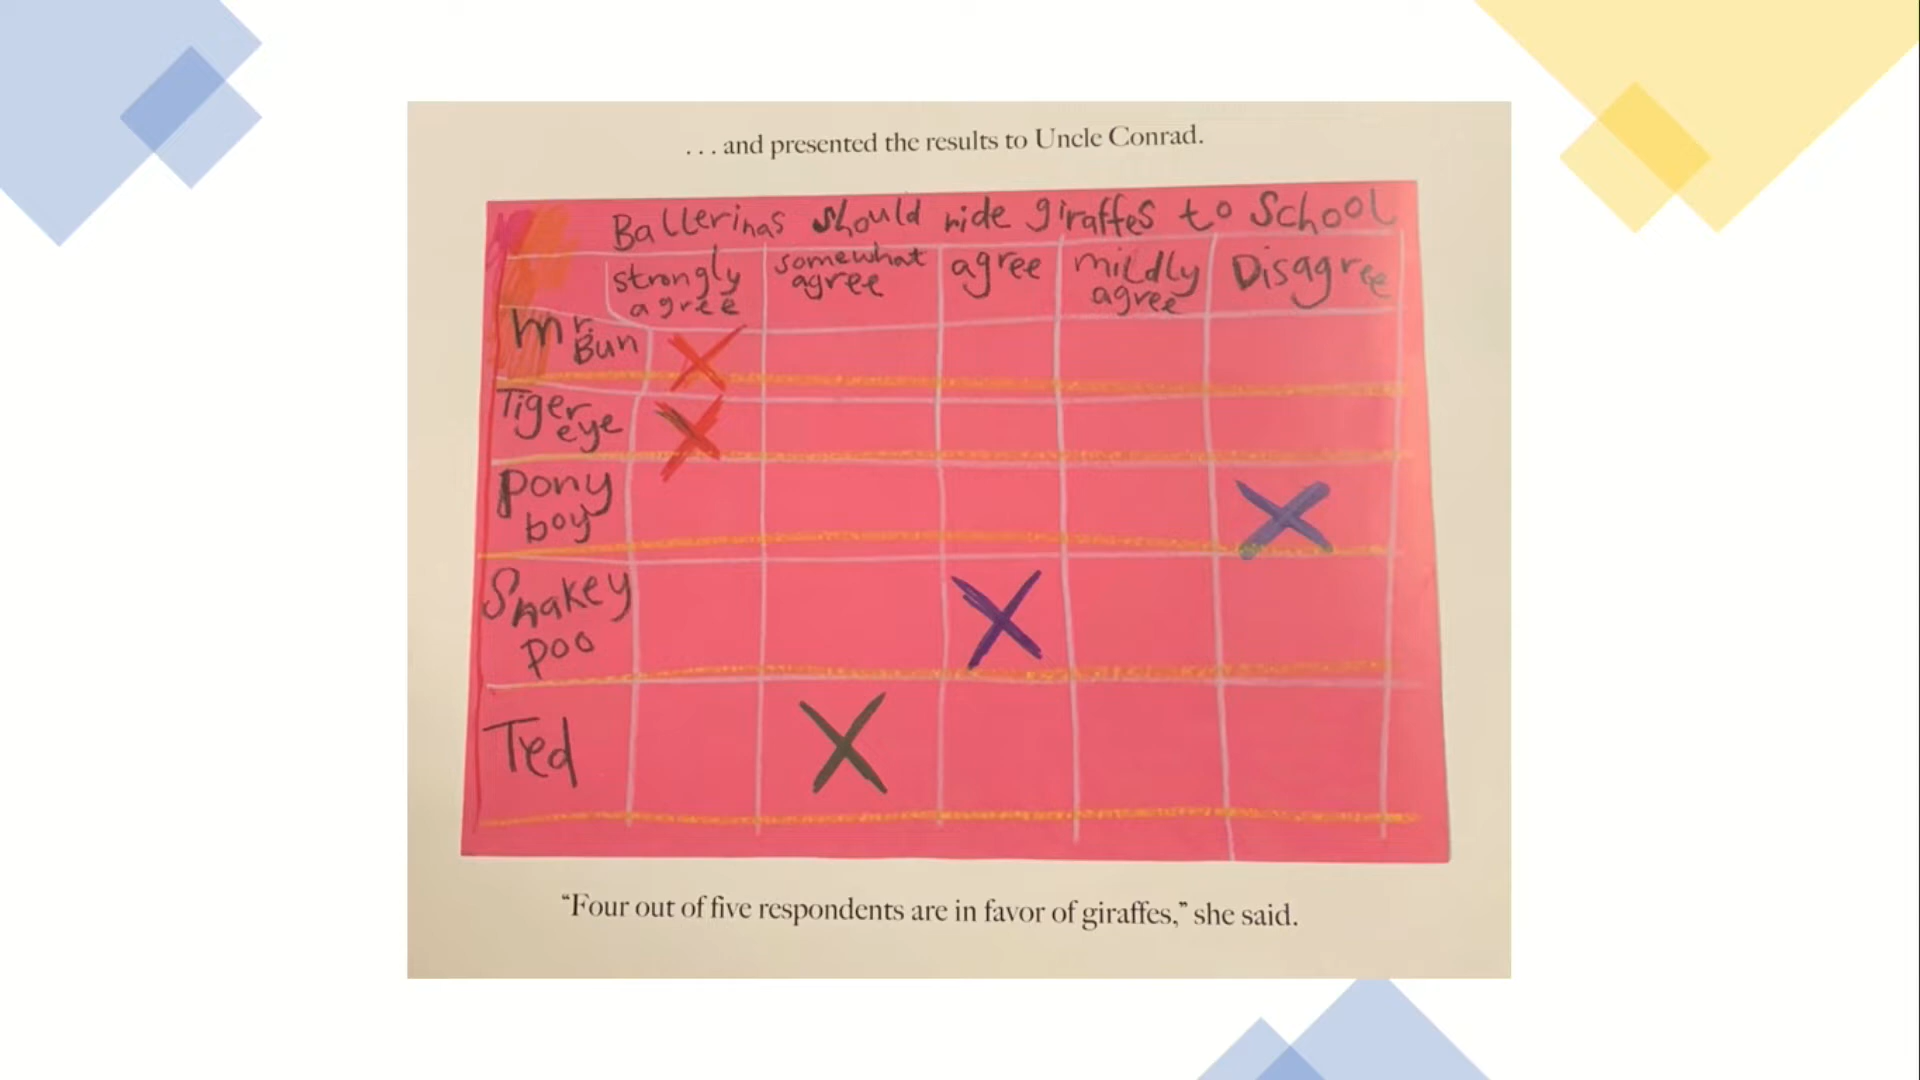 . . . and presented the results to Uncle Conrad.
Ballerinas should ride giraffes to School
strongly agree somewhat agree agree mildly agree Disagree
Mr. Bun
Tiger eye
Pony boy
Snakey poo
Ted
“Four out of five respondents are in favor of giraffes,” she said.